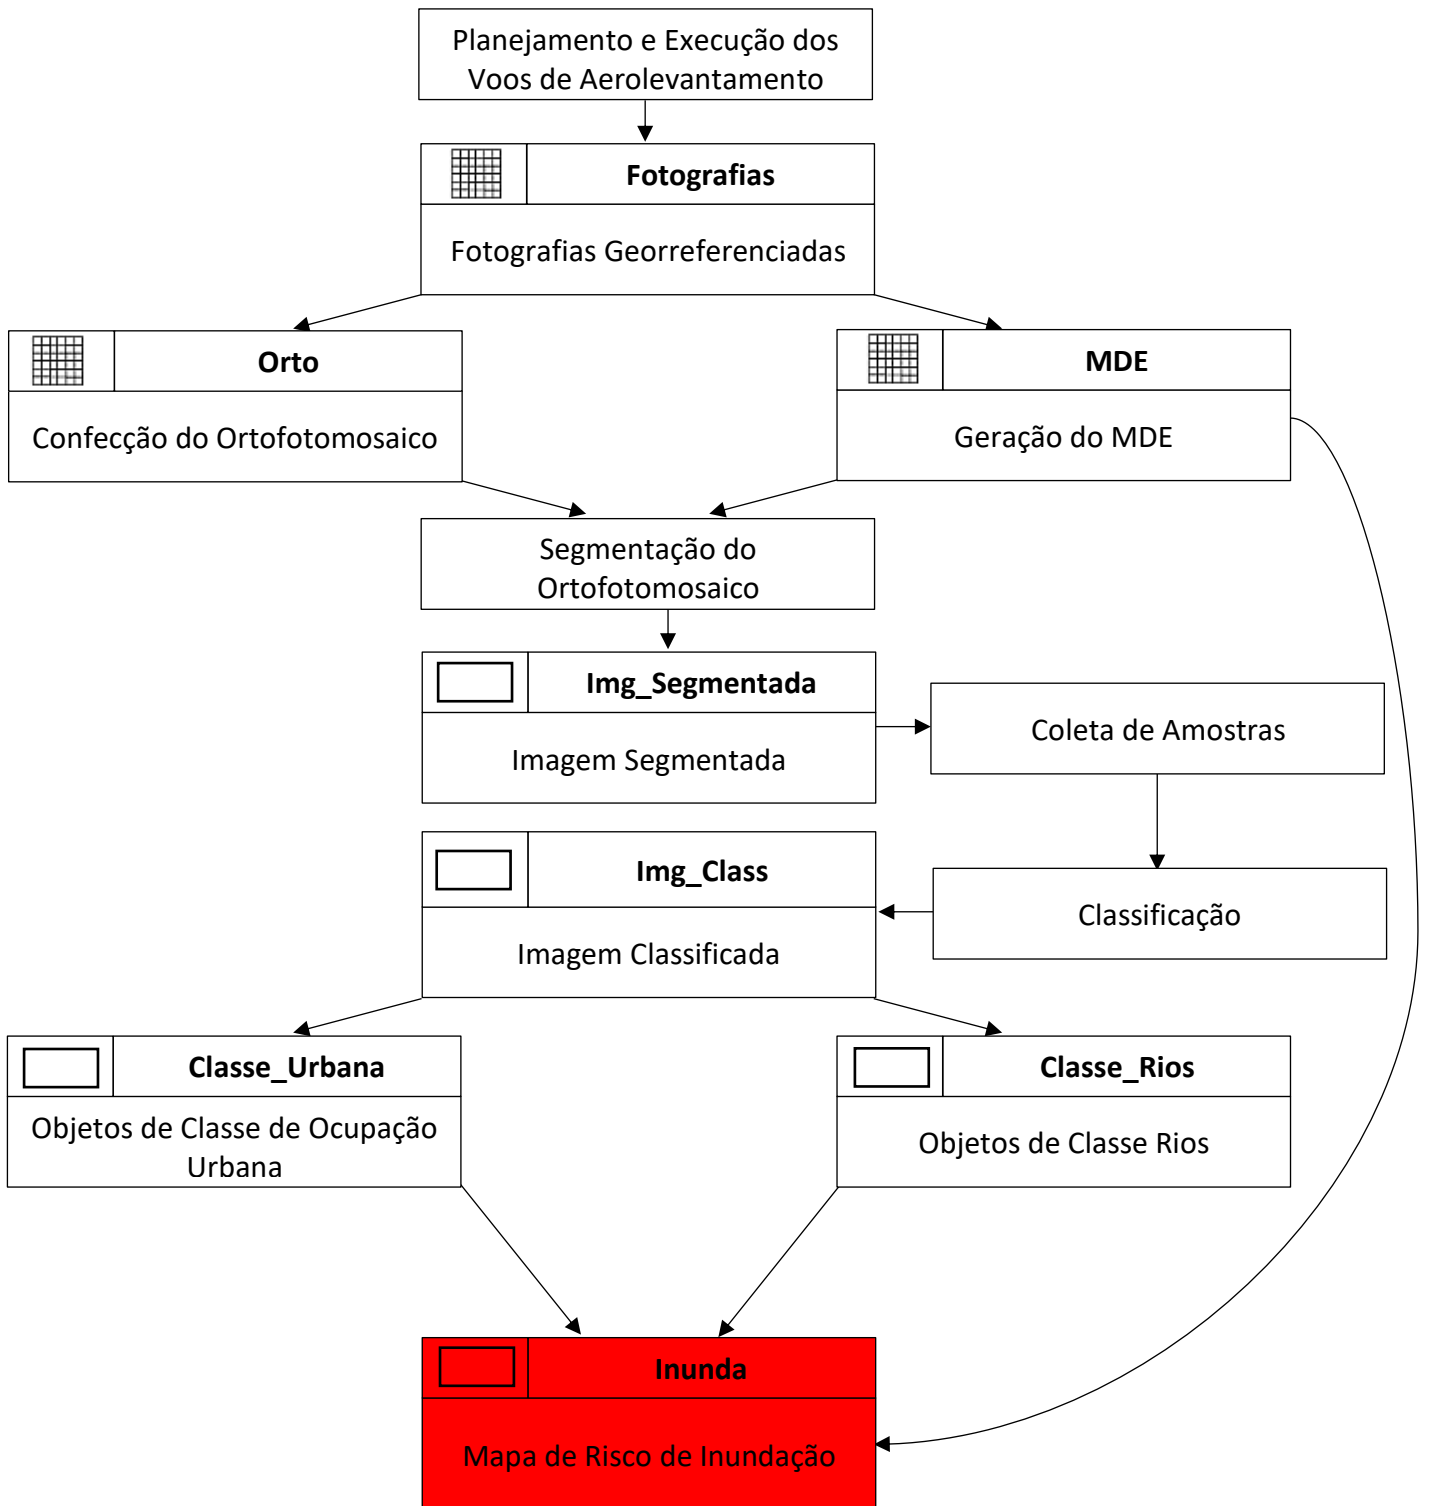 Planejamento e Execução dos
Voos de Aerolevantamento
Fotografias
Fotografias Georreferenciadas
Orto
Confecção do Ortofotomosaico
MDE
Geração do MDE
Segmentação do
Ortofotomosaico
Img_Segmentada
Imagem Segmentada
Coleta de Amostras
Img_Class
Imagem Classificada
Classificação
Classe_Urbana
Objetos de Classe de Ocupação
Urbana
Classe_Rios
Objetos de Classe Rios
Inunda
Mapa de Risco de Inundação